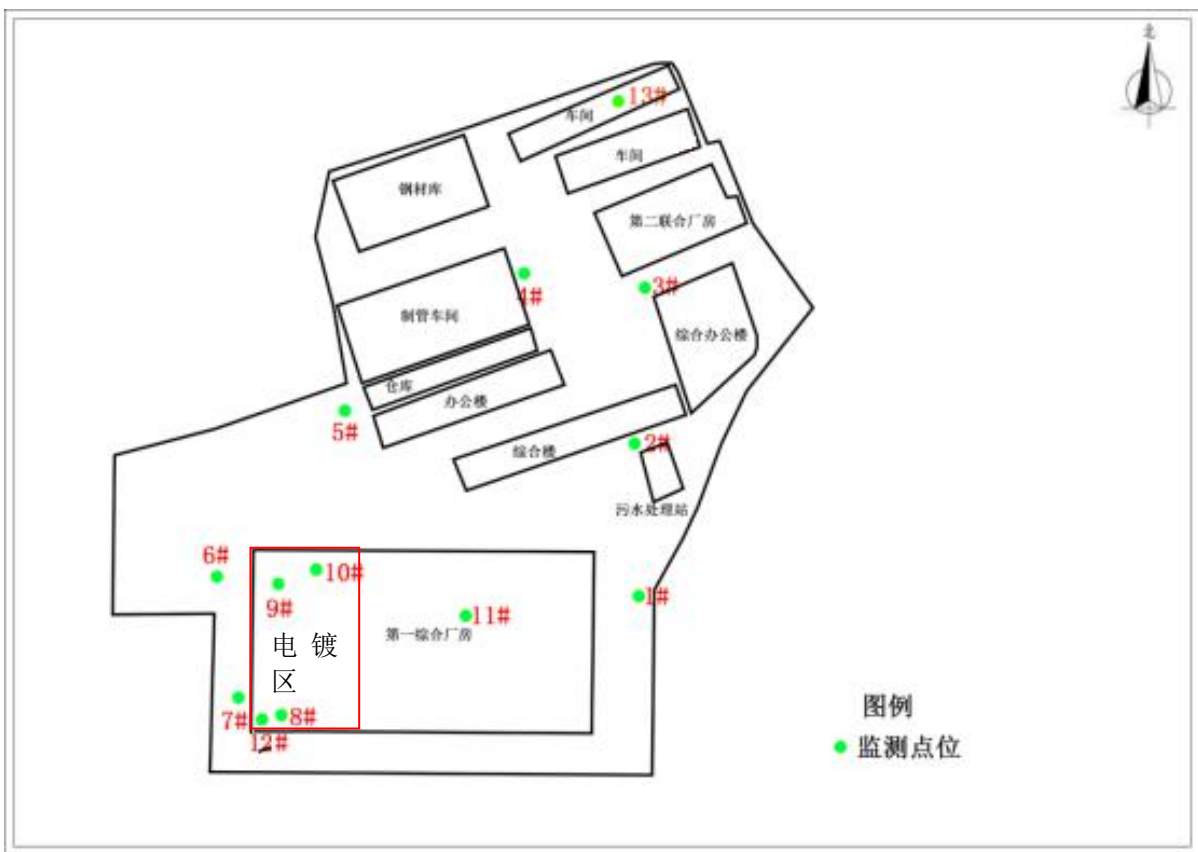 北
13#
车间
车间
钢材库
第二联合厂房
4#
3#
制管车间
综合办公楼
仓库
办公楼
5#
2#
综合楼
污水处理站
6#
10#
9#
1#
11#
第一综合厂房
电镀
区
7#
8#
12#
图例
监测点位